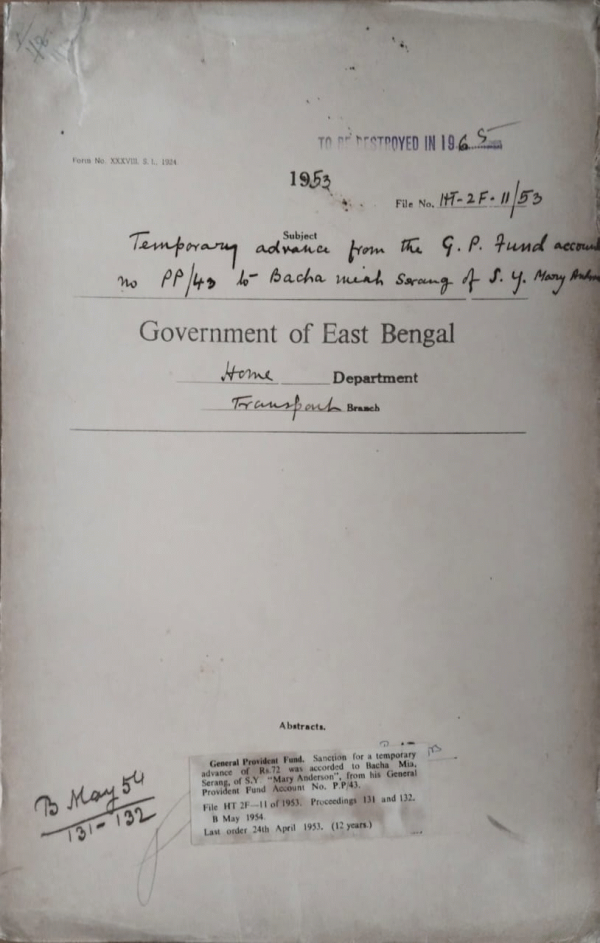 TO BE DESTROYED IN 1965
Form No. XXXVIII. S. I., 1924
1953
File No. HT-2F-11/53
Subject
Temporary advance from the G. P. Fund account
no PP/43 to Bacha miah Serang of S. Y. Mary
Government of East Bengal
Home Department
Transport Branch
Abstracts.
General Provident Fund. Sanction for a temporary
advance of Rs.72 was accorded to Bacha Mia,
Serang, of S.Y. "Mary Anderson", from his General
Provident Fund Account No. P.P/43.
File HT 2F—11 of 1953. Proceedings 131 and 132.
B May 1954.
Last order 24th April 1953. (12 years.)
B May 54
131-132